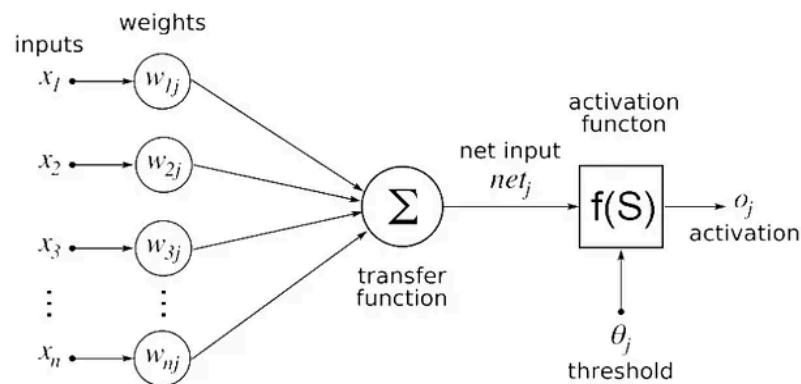 inputs
weights
x1
w1j
x2
w2j
x3
w3j
xn
wnj
Σ
transfer
function
net input
netj
activation
functon
f(S)
oj
activation
θj
threshold